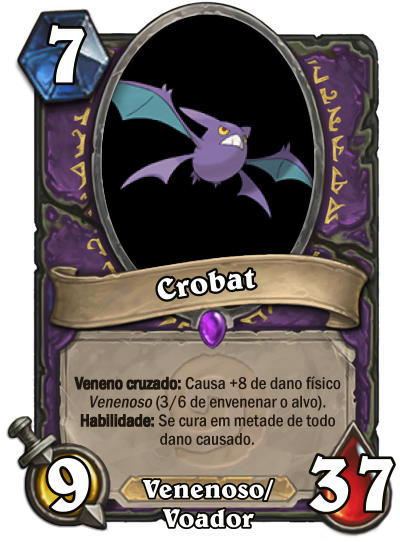 7
Crobat
Veneno cruzado: Causa +8 de dano físico
Venenoso (3/6 de envenenar o alvo).
Habilidade: Se cura em metade de todo
dano causado.
9
Venenoso/
Voador
37